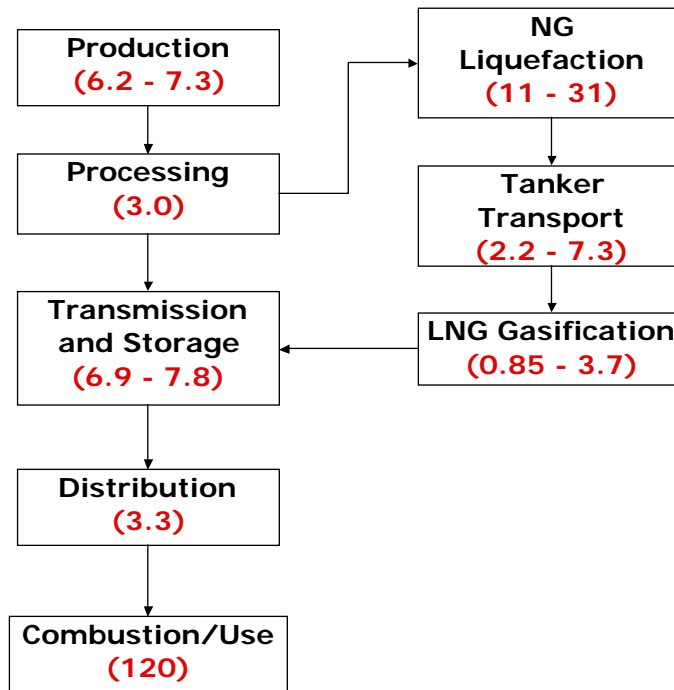 Production
(6.2 - 7.3)
Processing
(3.0)
Transmission
and Storage
(6.9 - 7.8)
Distribution
(3.3)
Combustion/Use
(120)
NG
Liquefaction
(11 - 31)
Tanker
Transport
(2.2 - 7.3)
LNG Gasification
(0.85 - 3.7)